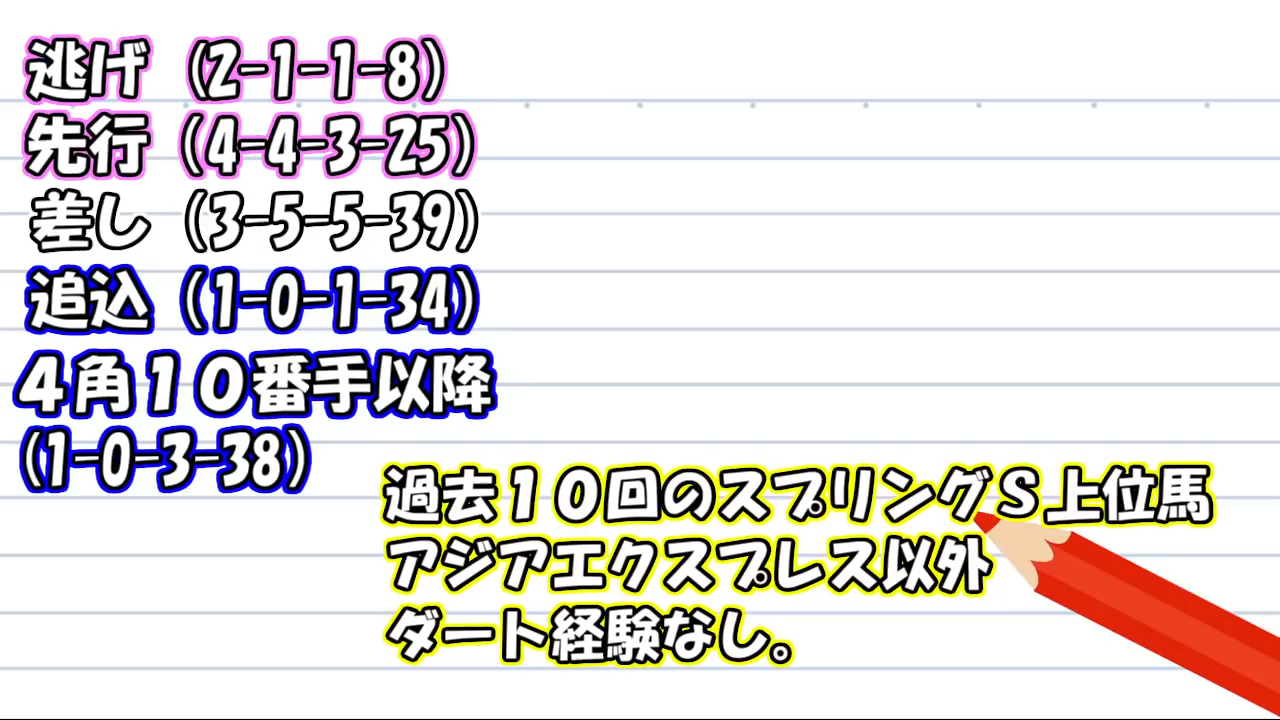 逃げ（2-1-1-8）
先行（4-4-3-25）
差し（3-5-5-39）
追込（1-0-1-34）
４角１０番手以降
（1-0-3-38）
過去１０回のスプリングＳ上位馬
アジアエクスプレス以外
ダート経験なし。